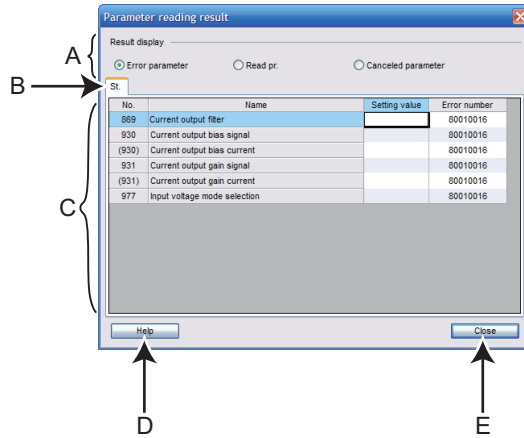 Parameter reading result
Result display
A
Error parameter Read pr. Canceled parameter
B
St.
No. Name Setting value Error number
869 Current output filter 80010016
930 Current output bias signal 80010016
(930) Current output bias current 80010016
931 Current output gain signal 80010016
(931) Current output gain current 80010016
977 Input voltage mode selection 80010016
C
Help Close
D E